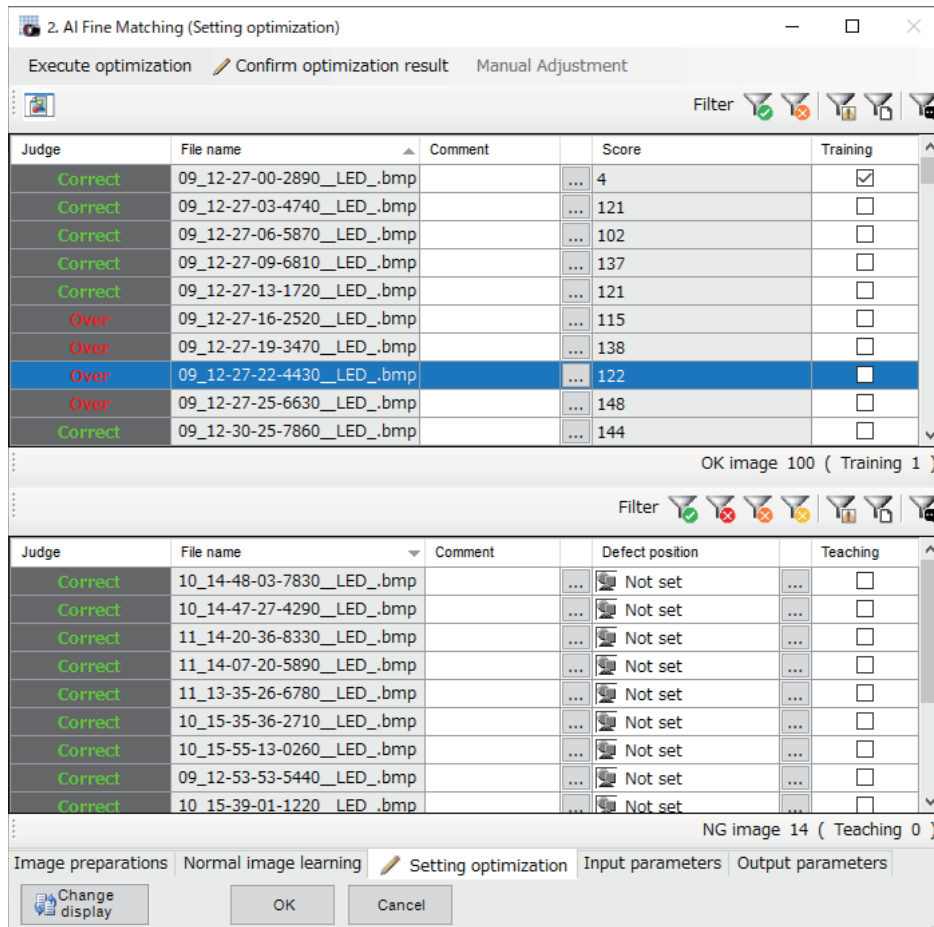 2. AI Fine Matching (Setting optimization)
Execute optimization Confirm optimization result Manual Adjustment
Filter
Judge File name Comment Score Training
Correct 09_12-27-00-2890__LED_.bmp ... 4
Correct 09_12-27-03-4740__LED_.bmp ... 121
Correct 09_12-27-06-5870__LED_.bmp ... 102
Correct 09_12-27-09-6810__LED_.bmp ... 137
Correct 09_12-27-13-1720__LED_.bmp ... 121
Over 09_12-27-16-2520__LED_.bmp ... 115
Over 09_12-27-19-3470__LED_.bmp ... 138
Over 09_12-27-22-4430__LED_.bmp ... 122
Over 09_12-27-25-6630__LED_.bmp ... 148
Correct 09_12-30-25-7860__LED_.bmp ... 144
OK image 100 ( Training 1 )
Filter
Judge File name Comment Defect position Teaching
Correct 10_14-48-03-7830__LED_.bmp ... Not set ...
Correct 10_14-47-27-4290__LED_.bmp ... Not set ...
Correct 11_14-20-36-8330__LED_.bmp ... Not set ...
Correct 11_14-07-20-5890__LED_.bmp ... Not set ...
Correct 11_13-35-26-6780__LED_.bmp ... Not set ...
Correct 10_15-35-36-2710__LED_.bmp ... Not set ...
Correct 10_15-55-13-0260__LED_.bmp ... Not set ...
Correct 09_12-53-53-5440__LED_.bmp ... Not set ...
Correct 10_15-39-01-1220__LED_.bmp ... Not set ...
NG image 14 ( Teaching 0 )
Image preparations Normal image learning Setting optimization Input parameters Output parameters
Change display OK Cancel